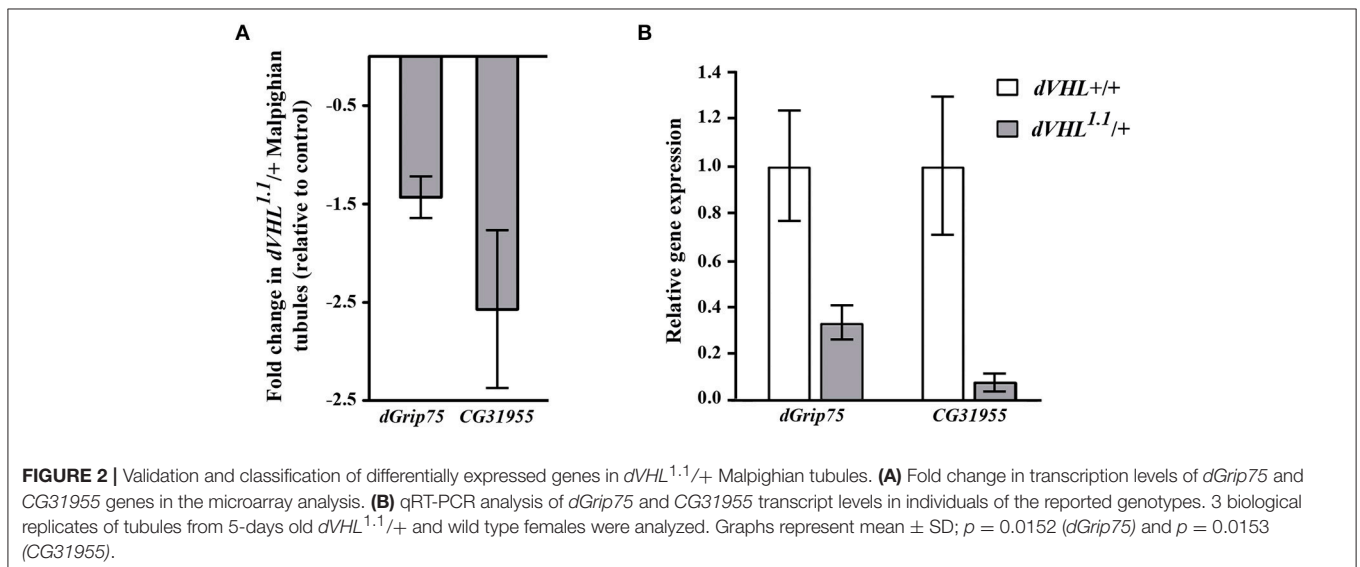 A
B
-0.5
-1.5
-2.5
-2.5
Fold change in dVHL1.1/+ Malpighian
tubules (relative to control)
dGrip75 CG31955
1.4
1.2
1.0
0.8
0.6
0.4
0.2
0.0
Relative gene expression
dGrip75 CG31955
dVHL+/+
dVHL1.1/+
FIGURE 2 | Validation and classification of differentially expressed genes in dVHL1.1/+ Malpighian tubules. (A) Fold change in transcription levels of dGrip75 and
CG31955 genes in the microarray analysis. (B) qRT-PCR analysis of dGrip75 and CG31955 transcript levels in individuals of the reported genotypes. 3 biological
replicates of tubules from 5-days old dVHL1.1/+ and wild type females were analyzed. Graphs represent mean ± SD; p = 0.0152 (dGrip75) and p = 0.0153
(CG31955).